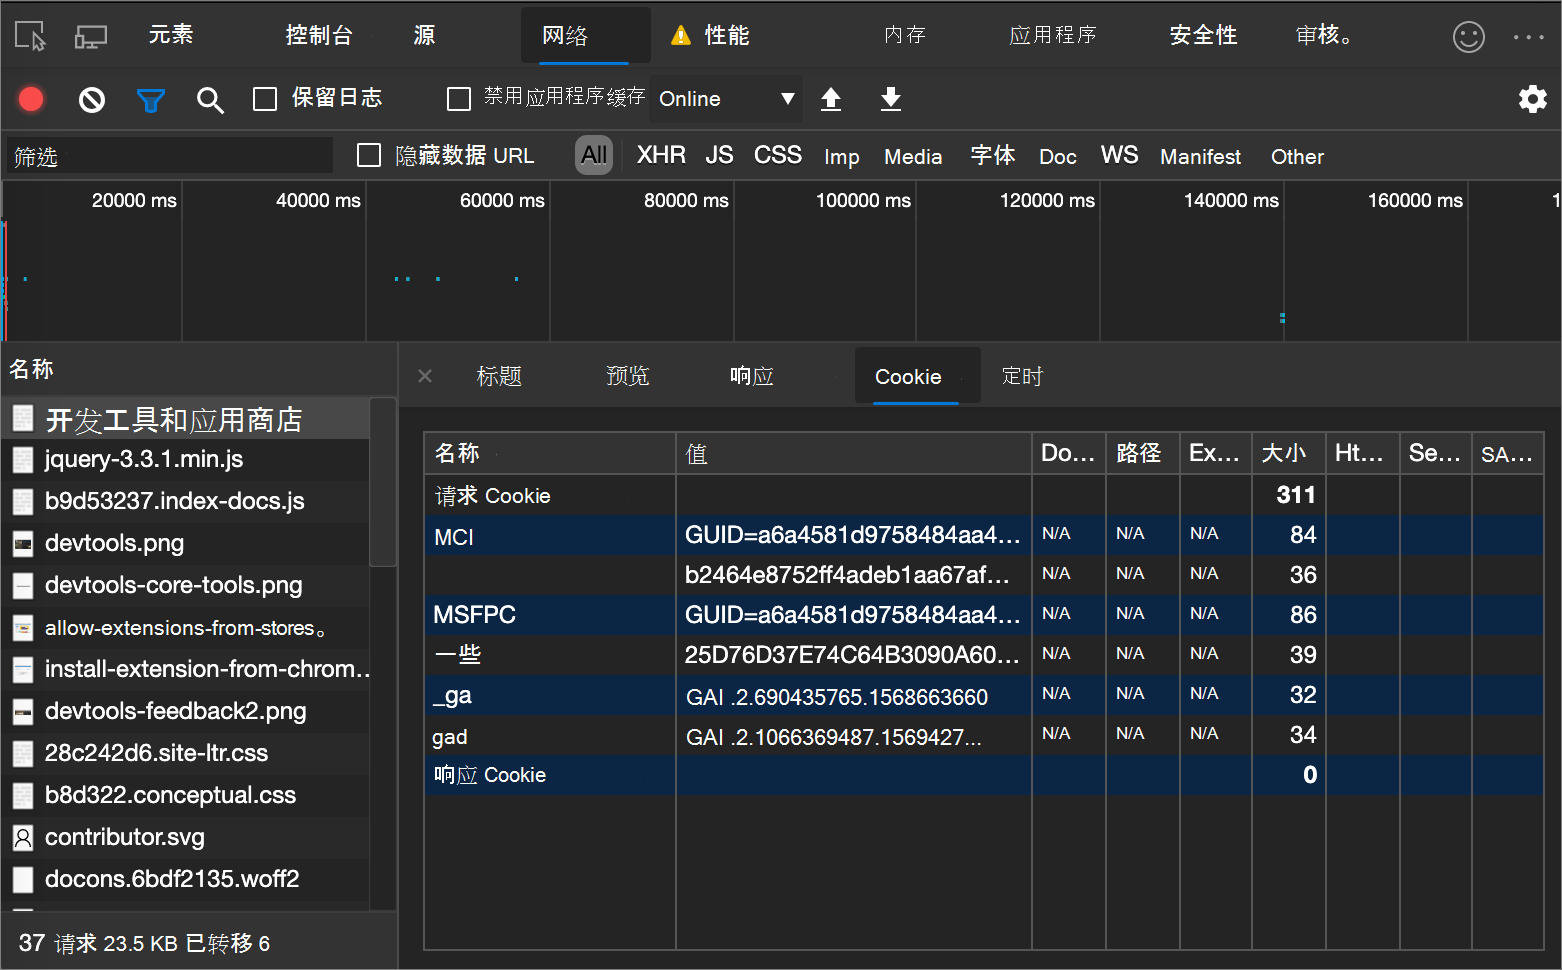 元素 控制台 源 网络 性能 内存 应用程序 安全性 审核。
保留日志 禁用应用程序缓存 Online
筛选 隐藏数据 URL All XHR JS CSS Imp Media 字体 Doc WS Manifest Other
20000 ms 40000 ms 60000 ms 80000 ms 100000 ms 120000 ms 140000 ms 160000 ms 1
名称
开发工具和应用商店
jquery-3.3.1.min.js
b9d53237.index-docs.js
devtools.png
devtools-core-tools.png
allow-extensions-from-stores。
install-extension-from-chrom..
devtools-feedback2.png
28c242d6.site-ltr.css
b8d322.conceptual.css
contributor.svg
docons.6bdf2135.woff2
37 请求 23.5 KB 已转移 6
标题 预览 响应 Cookie 定时
名称 值 Do... 路径 Ex... 大小 Ht... Se... SA...
请求 Cookie 311
MCI GUID=a6a4581d9758484aa4... N/A N/A N/A 84
b2464e8752ff4adeb1aa67af... N/A N/A N/A 36
MSFPC GUID=a6a4581d9758484aa4... N/A N/A N/A 86
一些 25D76D37E74C64B3090A60... N/A N/A N/A 39
_ga GAI .2.690435765.1568663660 N/A N/A N/A 32
gad GAI .2.1066369487.1569427... N/A N/A N/A 34
响应 Cookie 0